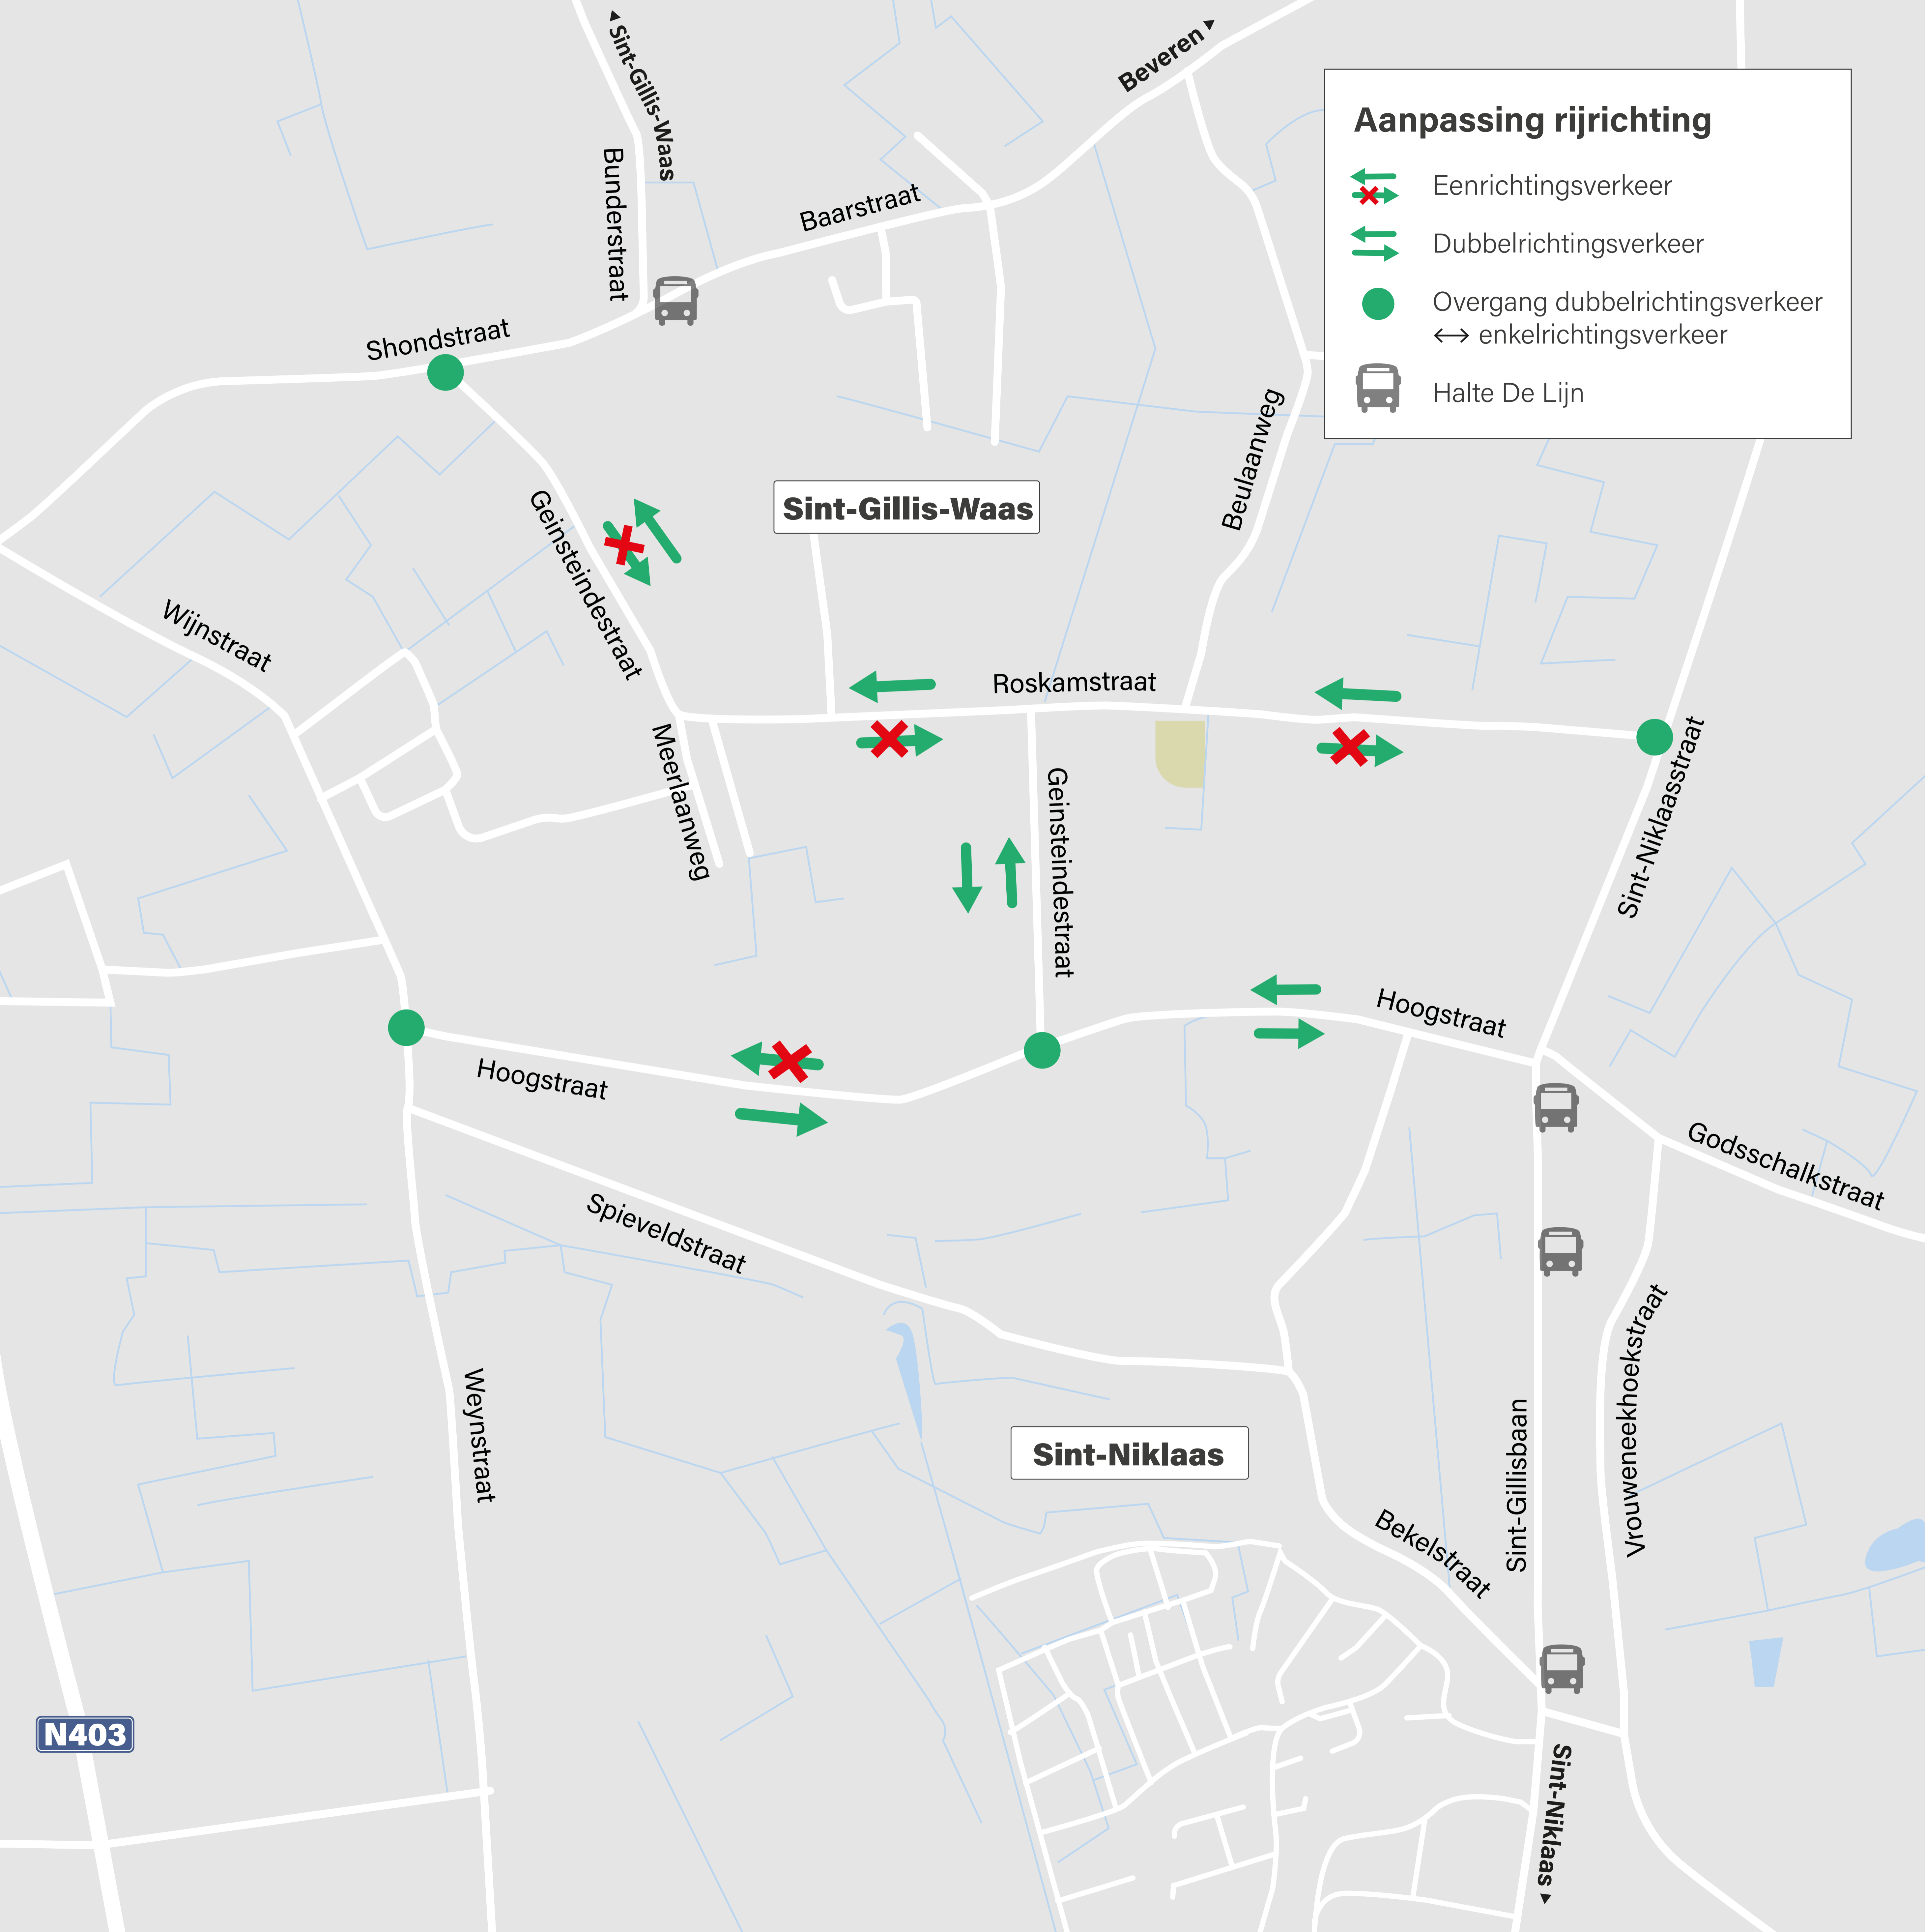 Sint-Gillis-Waas
Beveren
Aanpassing rijrichting
Eenrichtingsverkeer
Dubbelrichtingsverkeer
Overgang dubbelrichtingsverkeer
↔ enkelrichtingsverkeer
Halte De Lijn
Bunderstraat
Baarstraat
Shondstraat
Beulaanweg
Sint-Gillis-Waas
Geinsteindestraat
Wijnstraat
Roskamstraat
Meerlaanweg
Sint-Niklaasstraat
Geinsteindestraat
Hoogstraat
Hoogstraat
Godsschalkstraat
Spieveldstraat
Vrouweneekhoekstraat
Weynstraat
Sint-Gillisbaan
Sint-Niklaas
Bekelstraat
N403
Sint-Niklaas